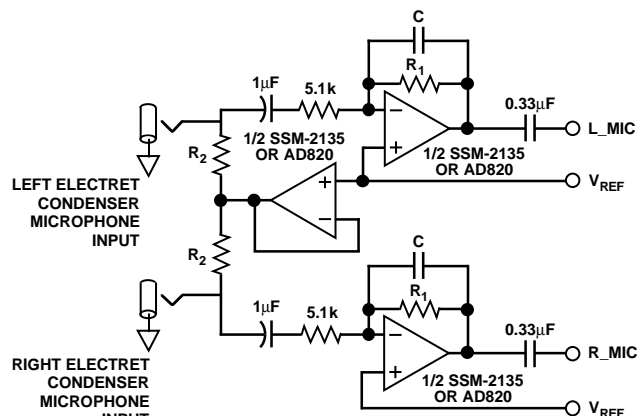 C
R1
1µF
5.1k
0.33µF
L_MIC
1/2 SSM-2135
OR AD820
1/2 SSM-2135
OR AD820
R2
VREF
LEFT ELECTRET
CONDENSER
MICROPHONE
INPUT
R2
C
R1
1µF
5.1k
0.33µF
R_MIC
1/2 SSM-2135
OR AD820
VREF
RIGHT ELECTRET
CONDENSER
MICROPHONE
INPUT